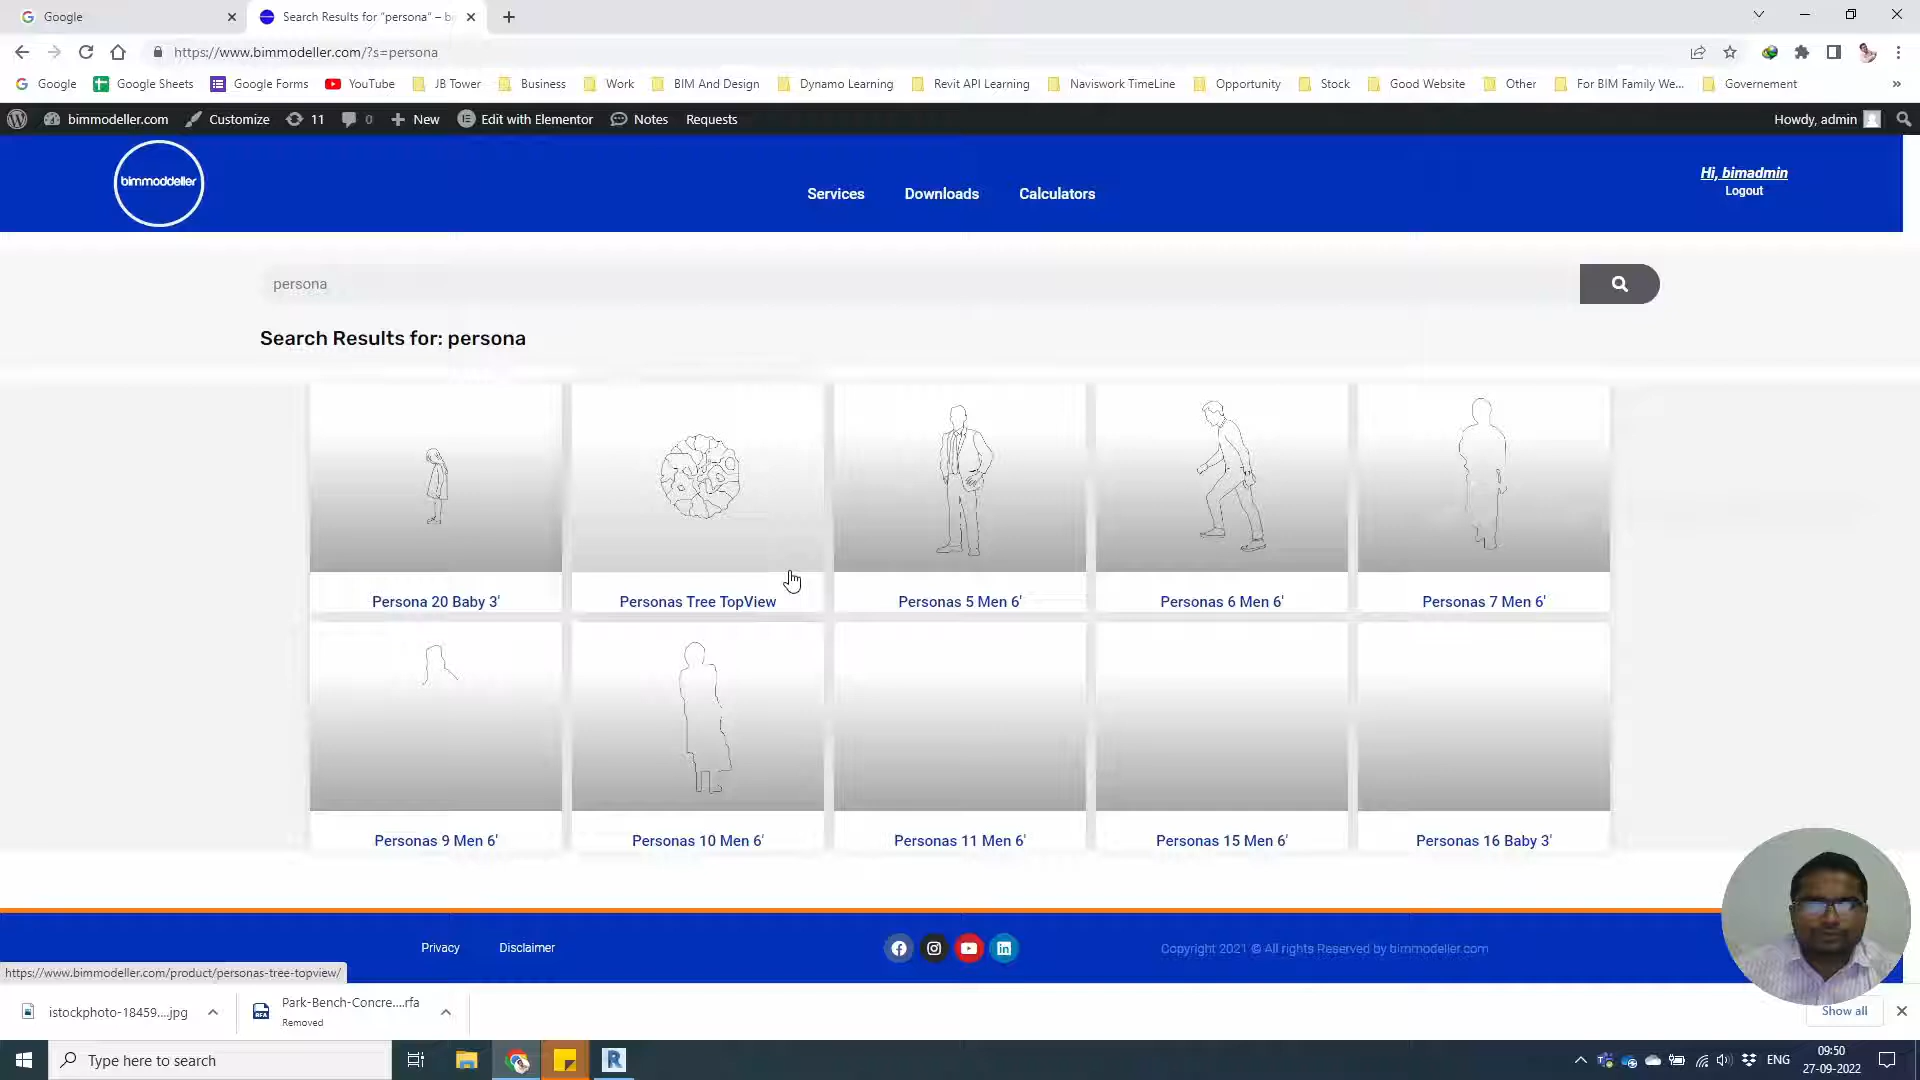 Google
Search Results for “persona” – b
https://www.bimmodeller.com/?s=persona
Google
Google Sheets
Google Forms
YouTube
JB Tower
Business
Work
BIM And Design
Dynamo Learning
Revit API Learning
Naviswork TimeLine
Opportunity
Stock
Good Website
Other
For BIM Family We...
Governement
»
bimmodeller.com
Customize
11
0
New
Edit with Elementor
Notes
Requests
Howdy, admin
bimmoddeller
Services
Downloads
Calculators
Hi, bimadmin
Logout
persona
Search Results for: persona
Persona 20 Baby 3'
Personas Tree TopView
Personas 5 Men 6'
Personas 6 Men 6'
Personas 7 Men 6'
Personas 9 Men 6'
Personas 10 Men 6'
Personas 11 Men 6'
Personas 15 Men 6'
Personas 16 Baby 3'
Privacy
Disclaimer
Copyright 2021 © All rights Reserved by bimmodeller.com
https://www.bimmodeller.com/product/personas-tree-topview/
istockphoto-18459....jpg
Park-Bench-Concre....rfa
Removed
Show all
Type here to search
ENG
09:50
27-09-2022